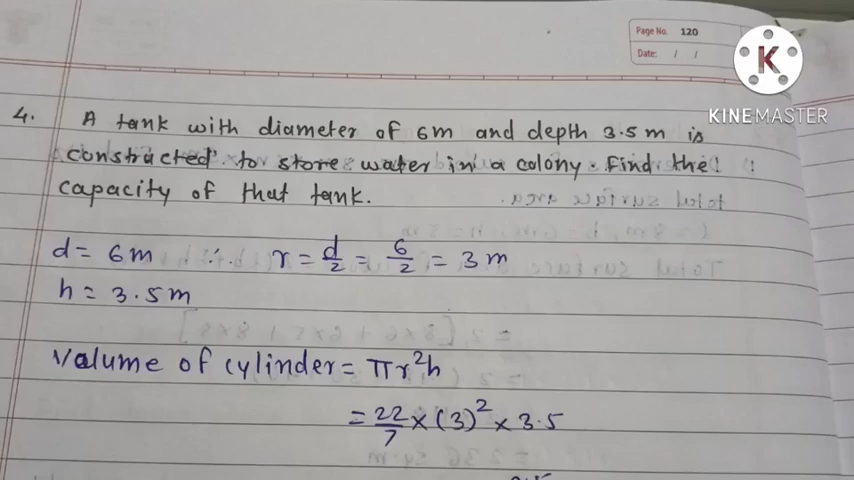 Page No. 120
Date: / /
K
KINEMASTER
4. A tank with diameter of 6m and depth 3.5m is
constructed to store water in a colony. Find the
capacity of that tank.
d = 6m ∴ r = d/2 = 6/2 = 3 m
h = 3.5m
Valume of cylinder = πr²h
= 22/7 × (3)² × 3.5